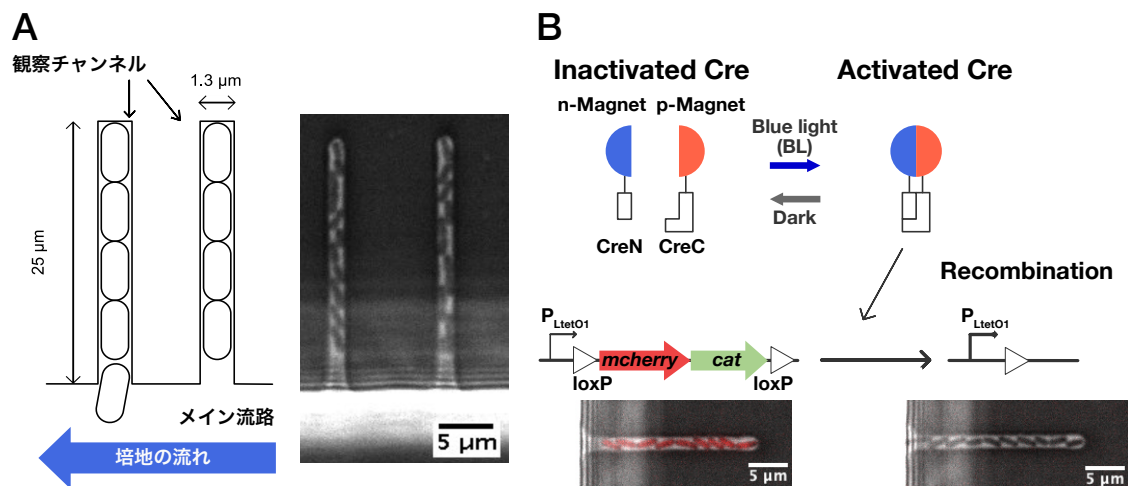 A
観察チャンネル
1.3 µm
25 µm
メイン流路
培地の流れ
5 µm
B
Inactivated Cre
Activated Cre
n-Magnet
p-Magnet
Blue light
(BL)
Dark
CreN
CreC
Recombination
PLtetO1
mcherry
cat
loxP
loxP
PLtetO1
5 µm
5 µm